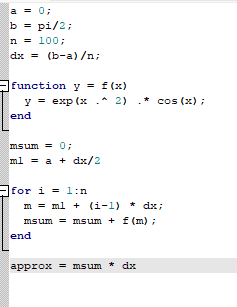 a = 0;
b = pi/2;
n = 100;
dx = (b-a)/n;
function y = f(x)
y = exp(x .^ 2) .* cos(x);
end
msum = 0;
m1 = a + dx/2
for i = 1:n
m = m1 + (i-1) * dx;
msum = msum + f(m);
end
approx = msum * dx